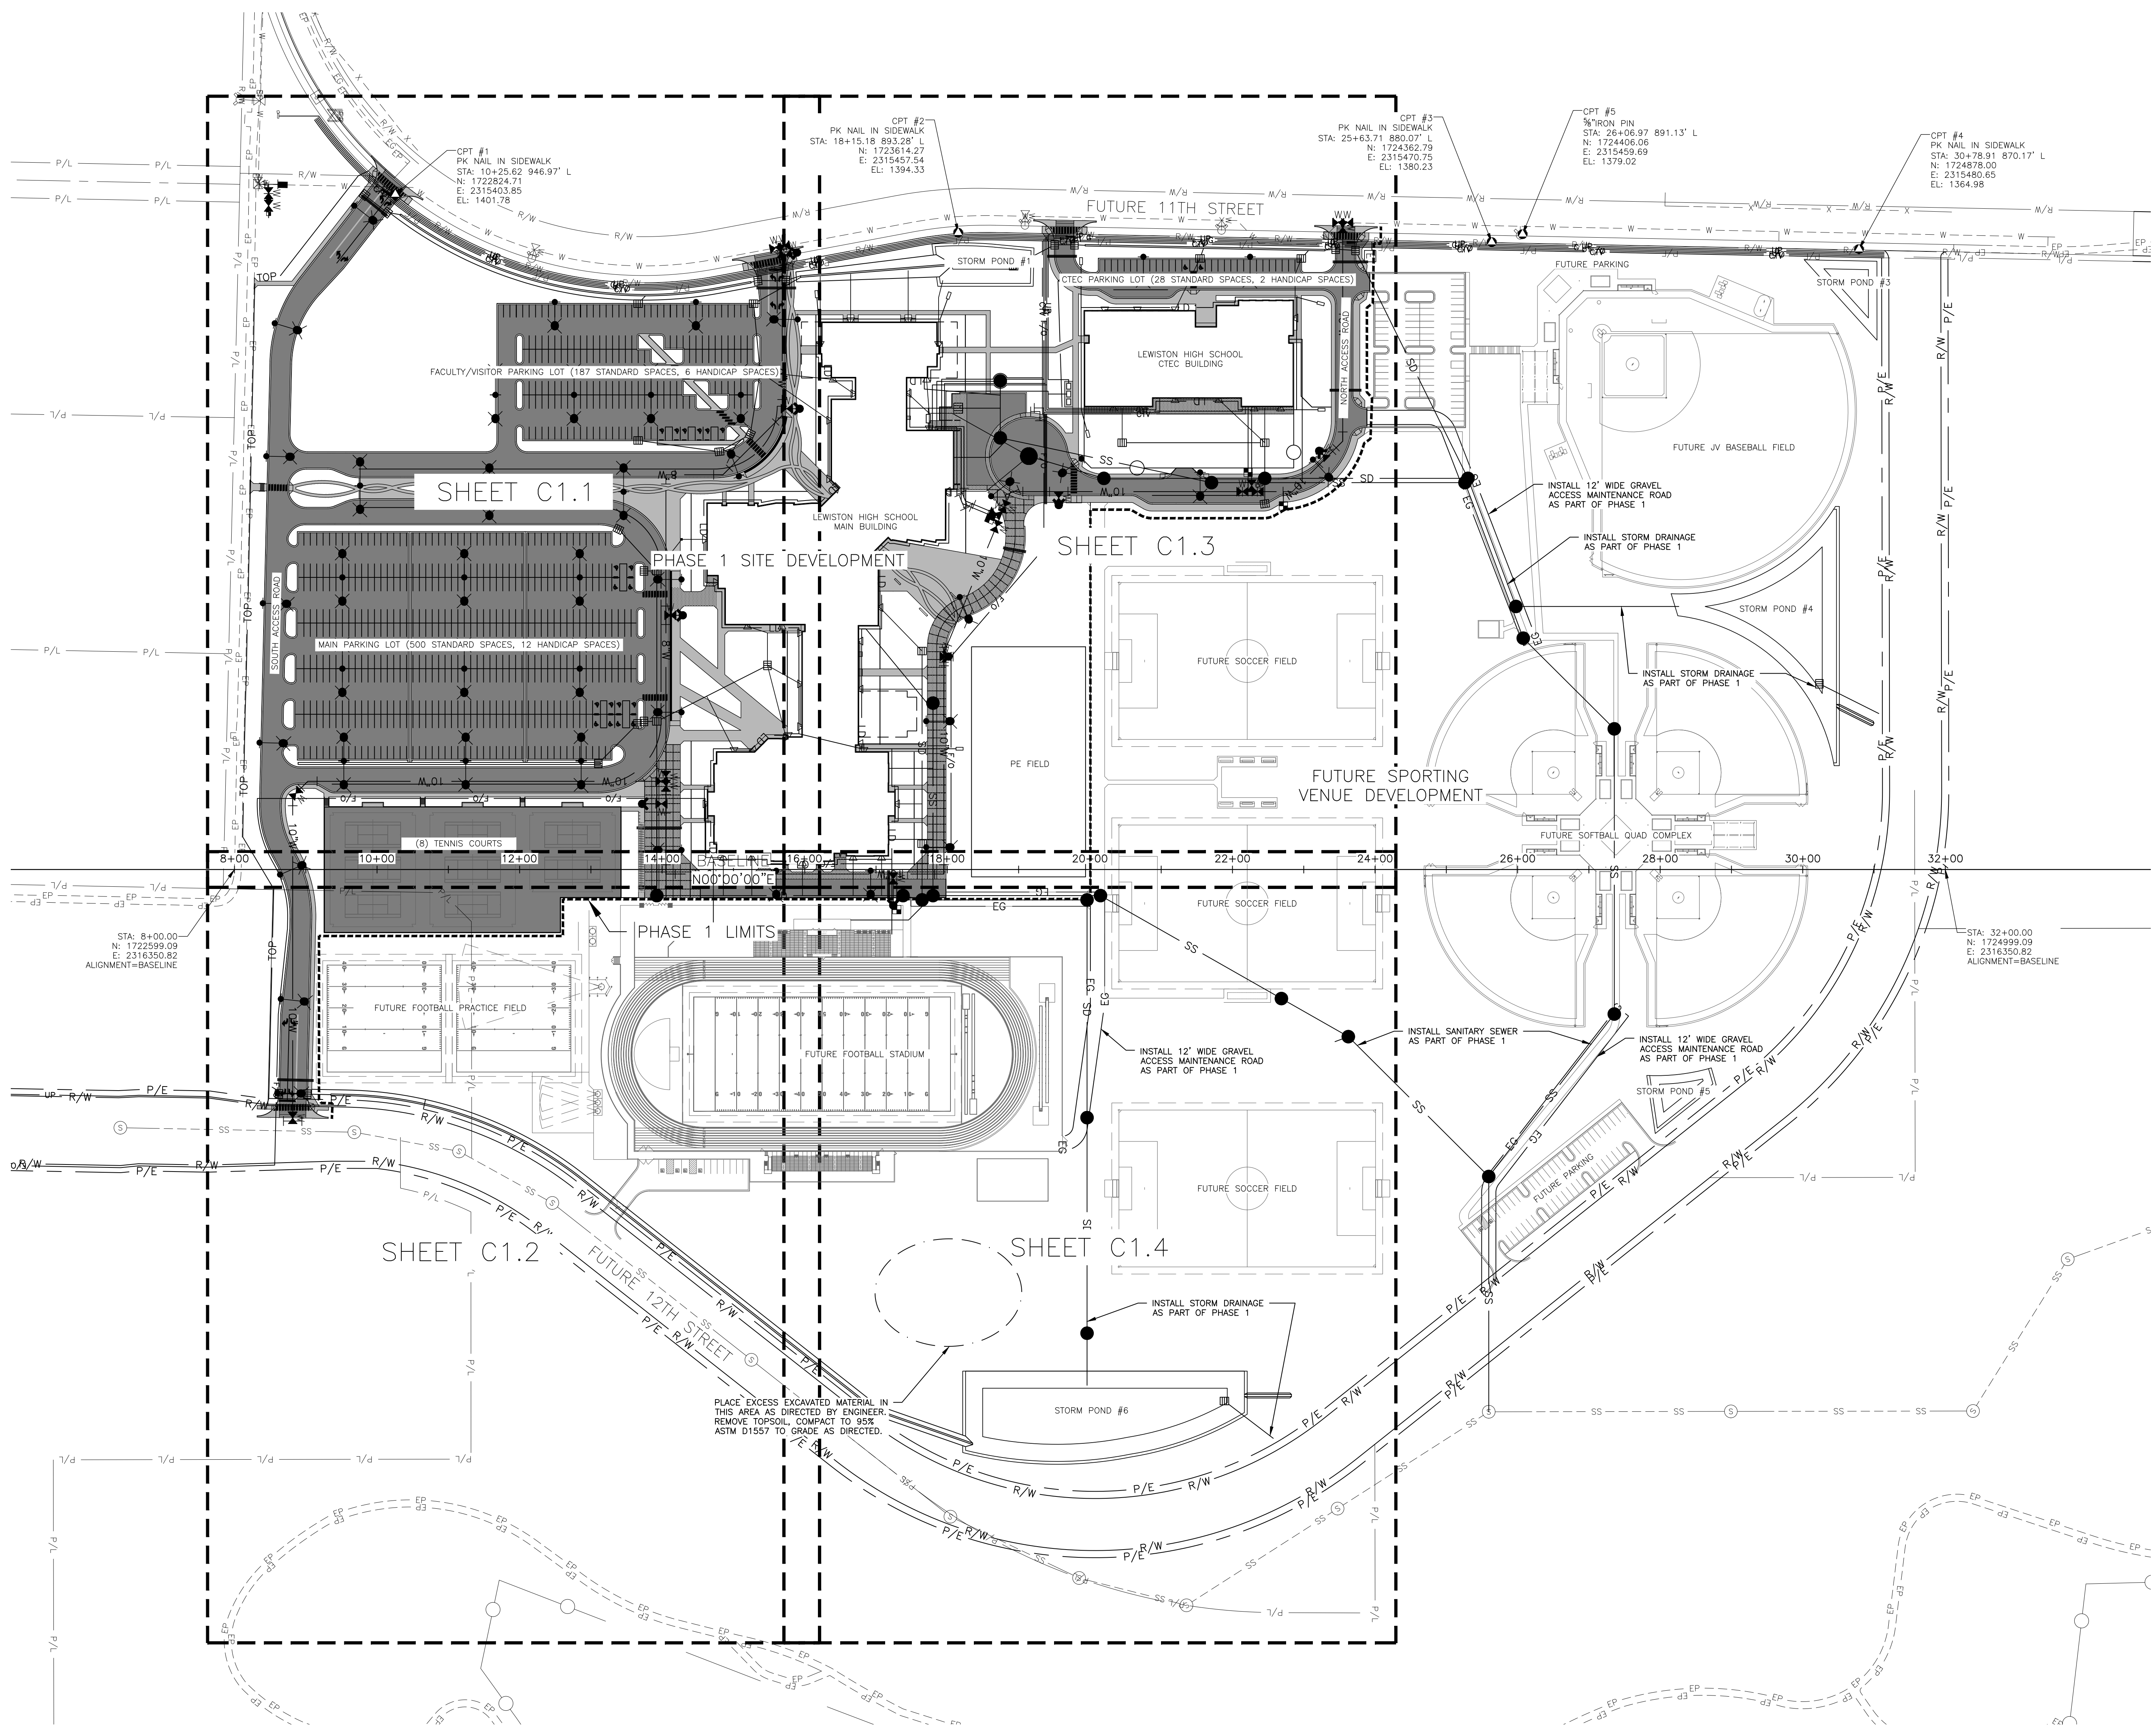 CPT #1
PK NAIL IN SIDEWALK
STA: 10+25.62 946.97' L
N: 1722824.71
E: 2315403.85
EL: 1401.78
CPT #2
PK NAIL IN SIDEWALK
STA: 18+15.18 893.28' L
N: 1723614.27
E: 2315457.54
EL: 1394.33
CPT #3
PK NAIL IN SIDEWALK
STA: 25+63.71 880.07' L
N: 1724362.79
E: 2315470.75
EL: 1380.23
CPT #5
⅝"IRON PIN
STA: 26+06.97 891.13' L
N: 1724406.06
E: 2315459.69
EL: 1379.02
CPT #4
PK NAIL IN SIDEWALK
STA: 30+78.91 870.17' L
N: 1724878.00
E: 2315480.65
EL: 1364.98
FUTURE 11TH STREET
STORM POND #1
CTEC PARKING LOT (28 STANDARD SPACES, 2 HANDICAP SPACES)
FUTURE PARKING
STORM POND #3
LEWISTON HIGH SCHOOL
CTEC BUILDING
NORTH ACCESS ROAD
FACULTY/VISITOR PARKING LOT (187 STANDARD SPACES, 6 HANDICAP SPACES)
FUTURE JV BASEBALL FIELD
SHEET C1.1
LEWISTON HIGH SCHOOL
MAIN BUILDING
INSTALL 12' WIDE GRAVEL
ACCESS MAINTENANCE ROAD
AS PART OF PHASE 1
SHEET C1.3
INSTALL STORM DRAINAGE
AS PART OF PHASE 1
PHASE 1 SITE DEVELOPMENT
SOUTH ACCESS ROAD
MAIN PARKING LOT (500 STANDARD SPACES, 12 HANDICAP SPACES)
STORM POND #4
FUTURE SOCCER FIELD
INSTALL STORM DRAINAGE
AS PART OF PHASE 1
PE FIELD
FUTURE SPORTING
VENUE DEVELOPMENT
(8) TENNIS COURTS
FUTURE SOFTBALL QUAD COMPLEX
8+00
10+00
12+00
14+00
16+00
18+00
20+00
22+00
24+00
26+00
28+00
30+00
32+00
BASELINE
N00°00'00"E
FUTURE SOCCER FIELD
PHASE 1 LIMITS
STA: 8+00.00
N: 1722599.09
E: 2316350.82
ALIGNMENT=BASELINE
STA: 32+00.00
N: 1724999.09
E: 2316350.82
ALIGNMENT=BASELINE
FUTURE FOOTBALL PRACTICE FIELD
FUTURE FOOTBALL STADIUM
INSTALL 12' WIDE GRAVEL
ACCESS MAINTENANCE ROAD
AS PART OF PHASE 1
INSTALL SANITARY SEWER
AS PART OF PHASE 1
INSTALL 12' WIDE GRAVEL
ACCESS MAINTENANCE ROAD
AS PART OF PHASE 1
STORM POND #5
FUTURE PARKING
FUTURE SOCCER FIELD
SHEET C1.2
SHEET C1.4
FUTURE 12TH STREET
INSTALL STORM DRAINAGE
AS PART OF PHASE 1
PLACE EXCESS EXCAVATED MATERIAL IN
THIS AREA AS DIRECTED BY ENGINEER.
REMOVE TOPSOIL, COMPACT TO 95%
ASTM D1557 TO GRADE AS DIRECTED.
STORM POND #6